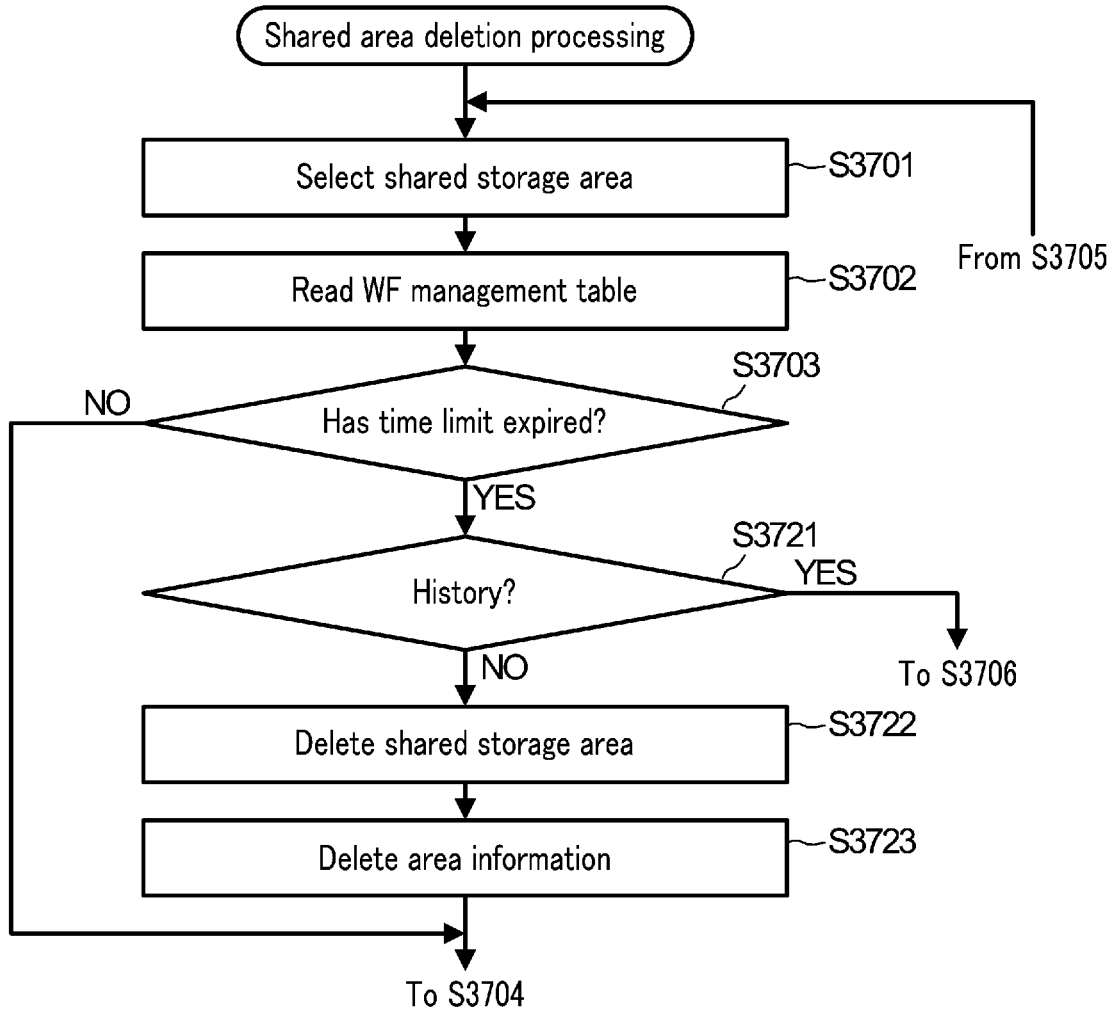 Shared area deletion processing
Select shared storage area
S3701
From S3705
Read WF management table
S3702
S3703
NO
Has time limit expired?
YES
S3721
History?
YES
NO
To S3706
Delete shared storage area
S3722
Delete area information
S3723
To S3704